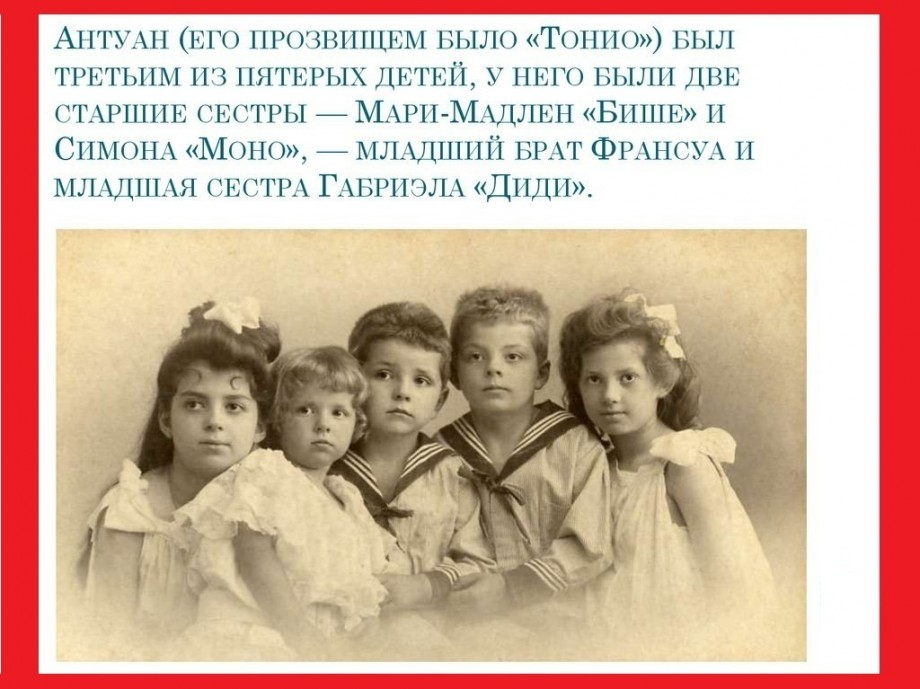 Антуан (его прозвищем было «Тонио») был
третьим из пятерых детей, у него были две
старшие сестры — Мари-Мадлен «Бише» и
Симона «Моно», — младший брат Франсуа и
младшая сестра Габриэла «Диди».